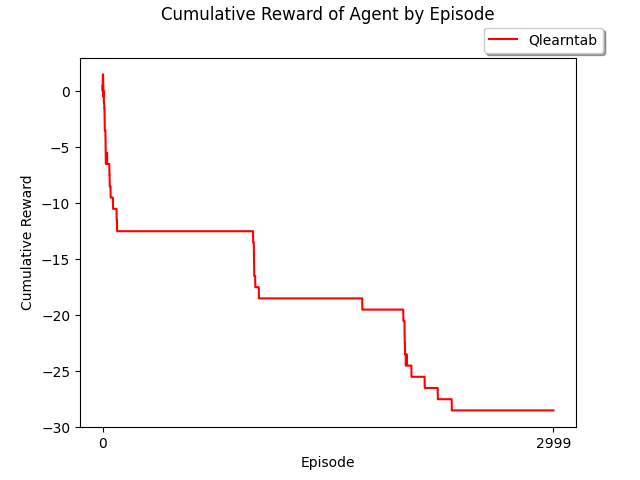 Cumulative Reward of Agent by Episode
Qlearntab
0
−5
−10
−15
−20
−25
−30
Cumulative Reward
0
2999
Episode